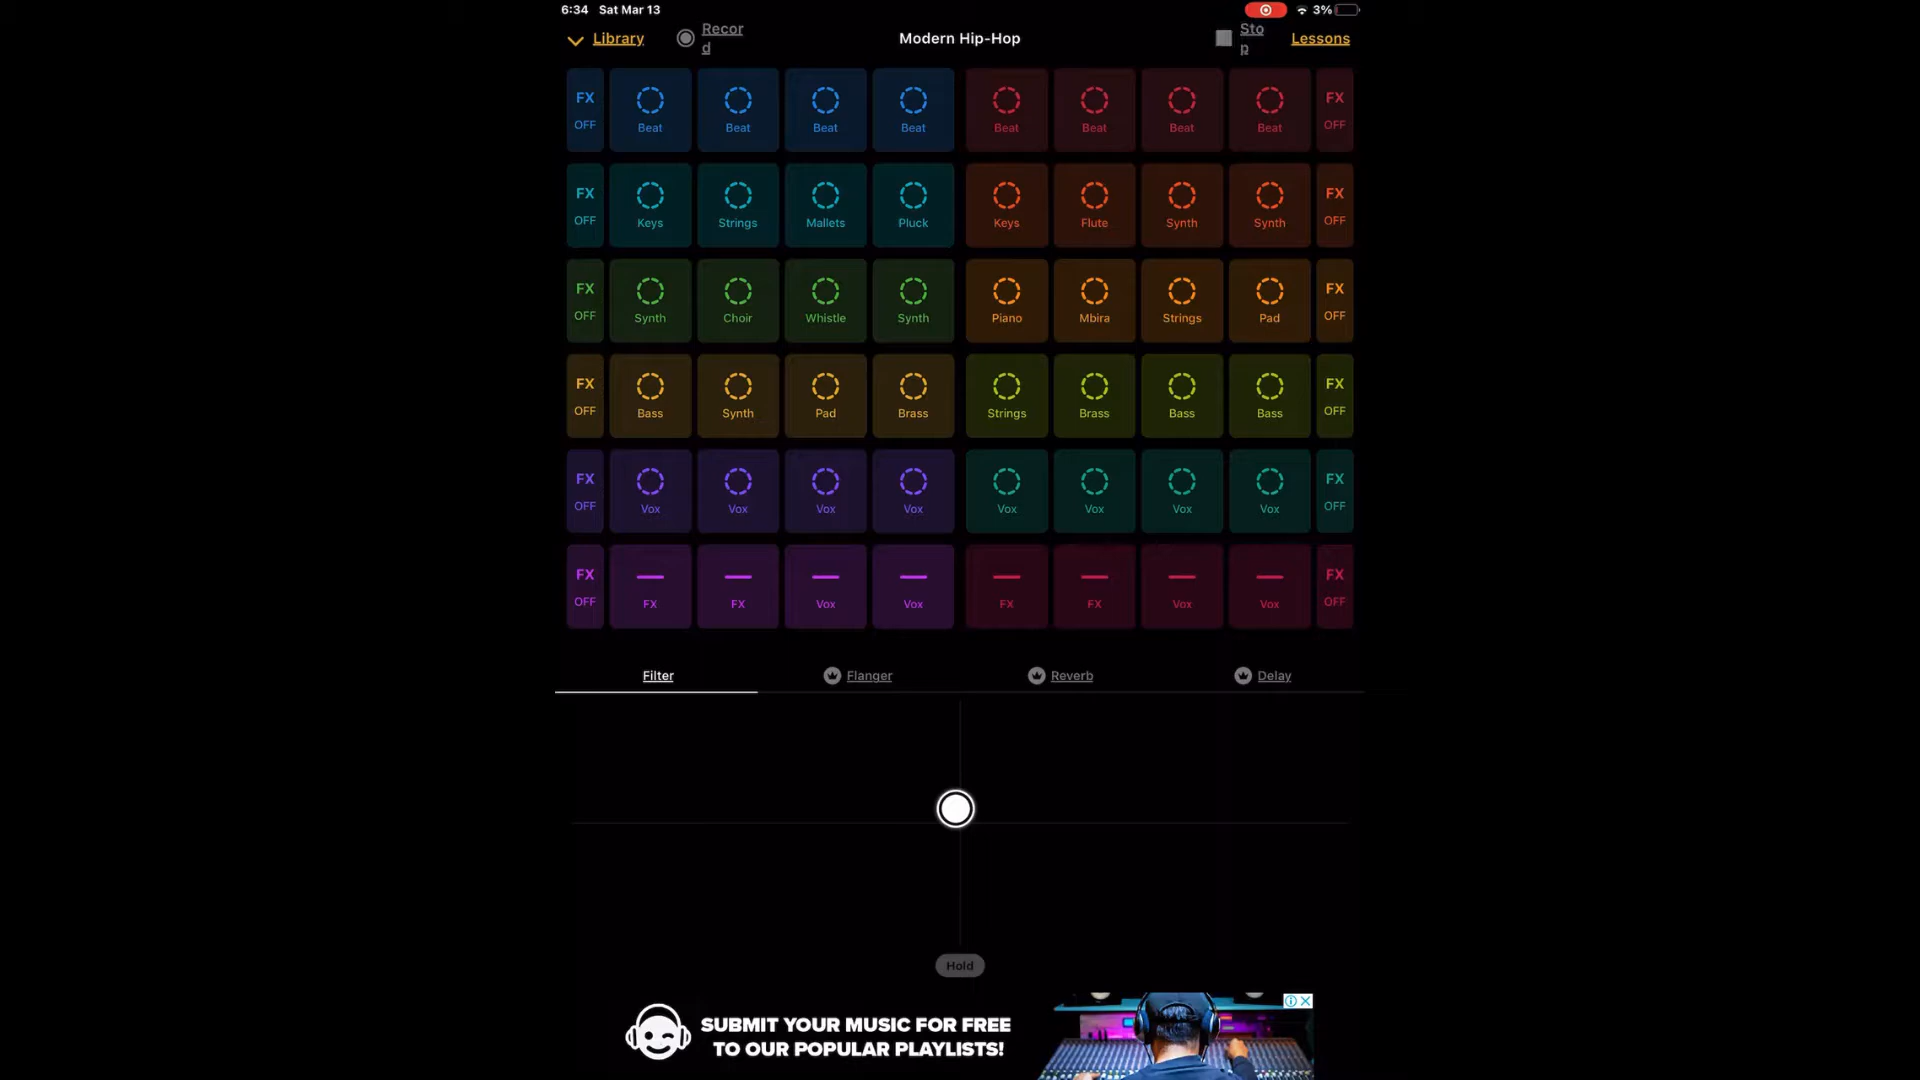 6:34 Sat Mar 13 3%
Library Record Modern Hip-Hop Stop Lessons
FX Beat Beat Beat Beat Beat Beat Beat Beat FX
OFF OFF
FX Keys Strings Mallets Pluck Keys Flute Synth Synth FX
OFF OFF
FX Synth Choir Whistle Synth Piano Mbira Strings Pad FX
OFF OFF
FX Bass Synth Pad Brass Strings Brass Bass Bass FX
OFF OFF
FX Vox Vox Vox Vox Vox Vox Vox Vox FX
OFF OFF
FX FX FX Vox Vox FX FX Vox Vox FX
OFF OFF
Filter Flanger Reverb Delay
Hold
SUBMIT YOUR MUSIC FOR FREE
TO OUR POPULAR PLAYLISTS!